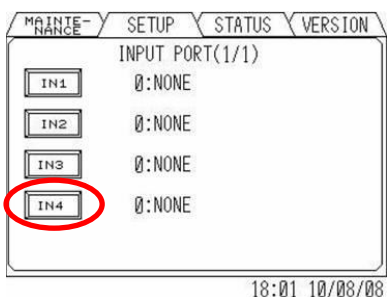 MAINTE-NANCE SETUP STATUS VERSION
INPUT PORT(1/1)
IN1 0:NONE
IN2 0:NONE
IN3 0:NONE
IN4 0:NONE
18:01 10/08/08